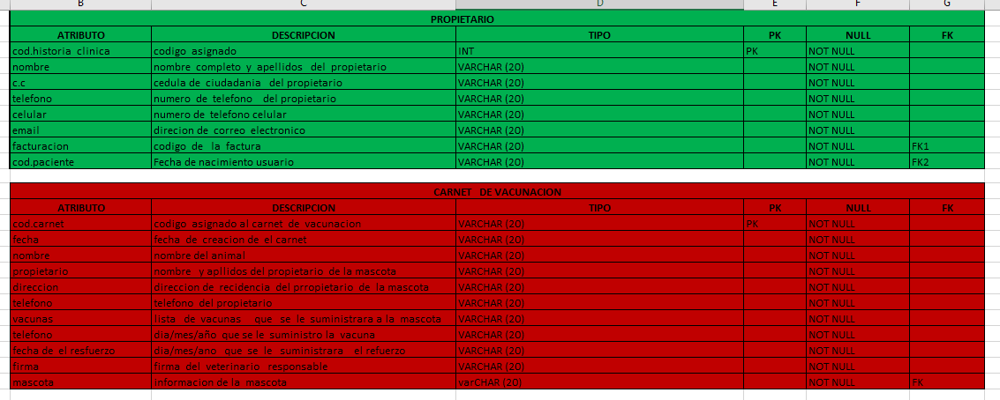 B C D E F G
PROPIETARIO
ATRIBUTO DESCRIPCION TIPO PK NULL FK
cod.historia clinica codigo asignado INT PK NOT NULL
nombre nombre completo y apellidos del propietario VARCHAR (20) NOT NULL
c.c cedula de ciudadania del propietario VARCHAR (20) NOT NULL
telefono numero de telefono del propietario VARCHAR (20) NOT NULL
celular numero de telefono celular VARCHAR (20) NOT NULL
email direcion de correo electronico VARCHAR (20) NOT NULL
facturacion codigo de la factura VARCHAR (20) NOT NULL FK1
cod.paciente Fecha de nacimiento usuario VARCHAR (20) NOT NULL FK2
CARNET DE VACUNACION
ATRIBUTO DESCRIPCION TIPO PK NULL FK
cod.carnet codigo asignado al carnet de vacunacion VARCHAR (20) PK NOT NULL
fecha fecha de creacion de el carnet VARCHAR (20) NOT NULL
nombre nombre del animal VARCHAR (20) NOT NULL
propietario nombre y apllidos del propietario de la mascota VARCHAR (20) NOT NULL
direccion direccion de recidencia del prropietario de la mascota VARCHAR (20) NOT NULL
telefono telefono del propietario VARCHAR (20) NOT NULL
vacunas lista de vacunas que se le suministrara a la mascota VARCHAR (20) NOT NULL
telefono dia/mes/año que se le suministro la vacuna VARCHAR (20) NOT NULL
fecha de el resfuerzo dia/mes/ano que se le suministrara el refuerzo VARCHAR (20) NOT NULL
firma firma del veterinario responsable VARCHAR (20) NOT NULL
mascota informacion de la mascota varCHAR (20) NOT NULL FK